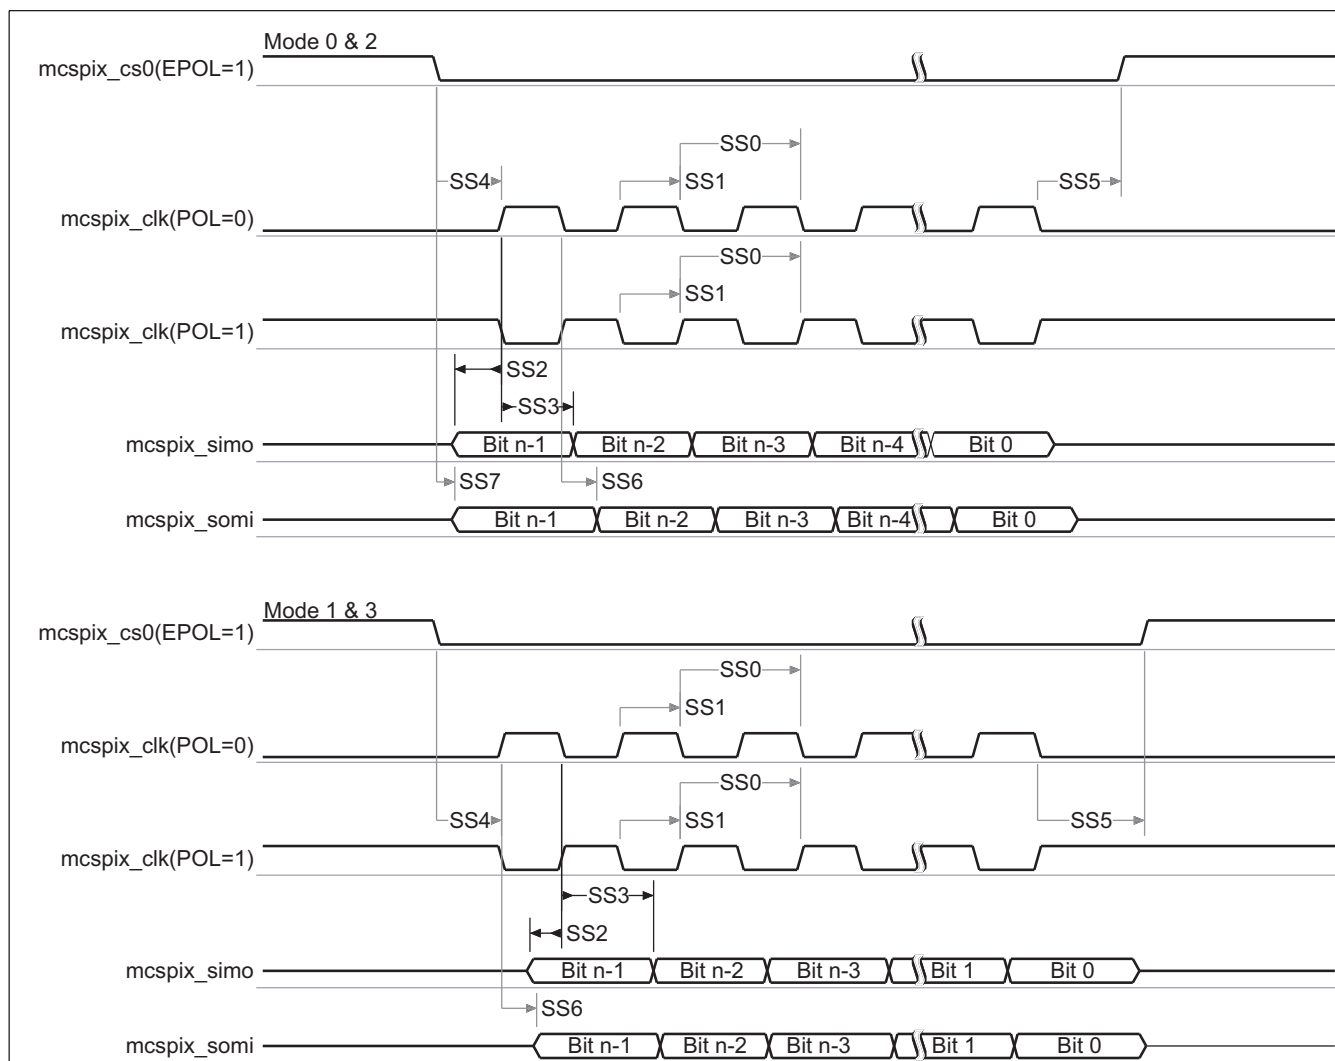 Mode 0 & 2
mcspix_cs0(EPOL=1)
SS0
SS4 SS1 SS5
mcspix_clk(POL=0)
SS0
SS1
mcspix_clk(POL=1)
SS2
SS3
mcspix_simo Bit n-1 Bit n-2 Bit n-3 Bit n-4 Bit 0
SS7 SS6
mcspix_somi Bit n-1 Bit n-2 Bit n-3 Bit n-4 Bit 0
Mode 1 & 3
mcspix_cs0(EPOL=1)
SS0
SS1
mcspix_clk(POL=0)
SS0
SS4 SS1 SS5
mcspix_clk(POL=1)
SS3
SS2
mcspix_simo Bit n-1 Bit n-2 Bit n-3 Bit 1 Bit 0
SS6
mcspix_somi Bit n-1 Bit n-2 Bit n-3 Bit 1 Bit 0